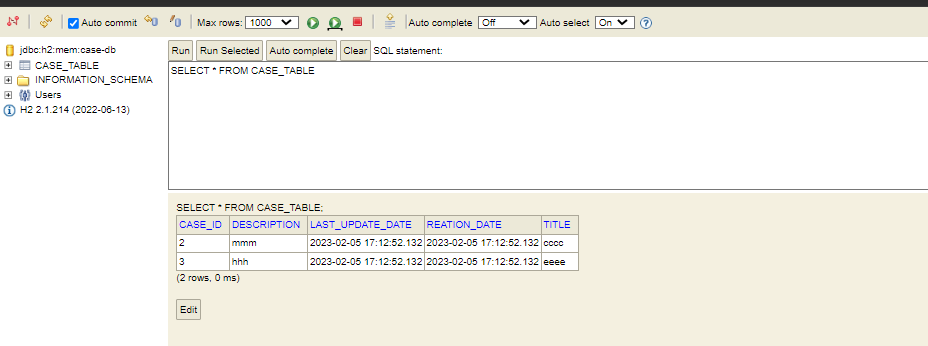 Auto commit Max rows: 1000 Auto complete Off Auto select On
jdbc:h2:mem:case-db
CASE_TABLE
INFORMATION_SCHEMA
Users
H2 2.1.214 (2022-06-13)
Run Run Selected Auto complete Clear SQL statement:
SELECT * FROM CASE_TABLE
SELECT * FROM CASE_TABLE;
CASE_ID DESCRIPTION LAST_UPDATE_DATE REATION_DATE TITLE
2 mmm 2023-02-05 17:12:52.132 2023-02-05 17:12:52.132 cccc
3 hhh 2023-02-05 17:12:52.132 2023-02-05 17:12:52.132 eeee
(2 rows, 0 ms)
Edit